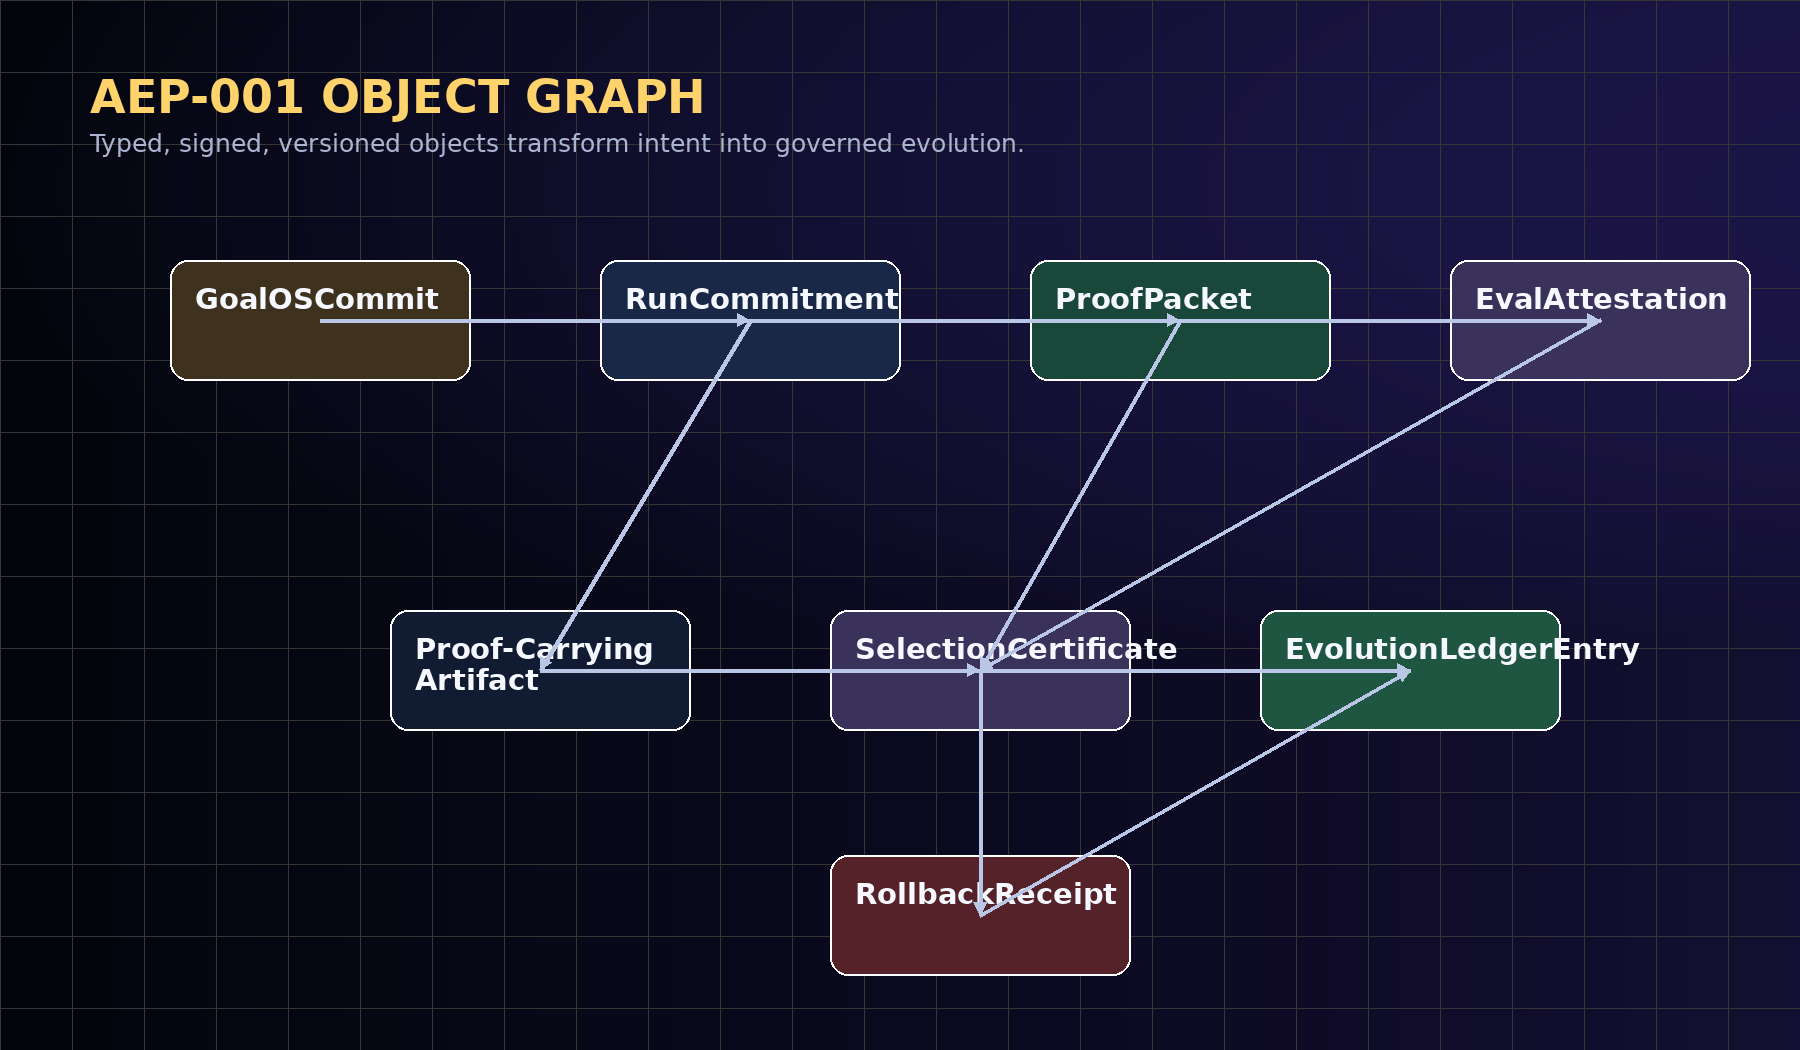 AEP-001 OBJECT GRAPH
Typed, signed, versioned objects transform intent into governed evolution.
GoalOSCommit
RunCommitment
ProofPacket
EvalAttestation
Proof-Carrying
Artifact
SelectionCertificate
EvolutionLedgerEntry
RollbackReceipt